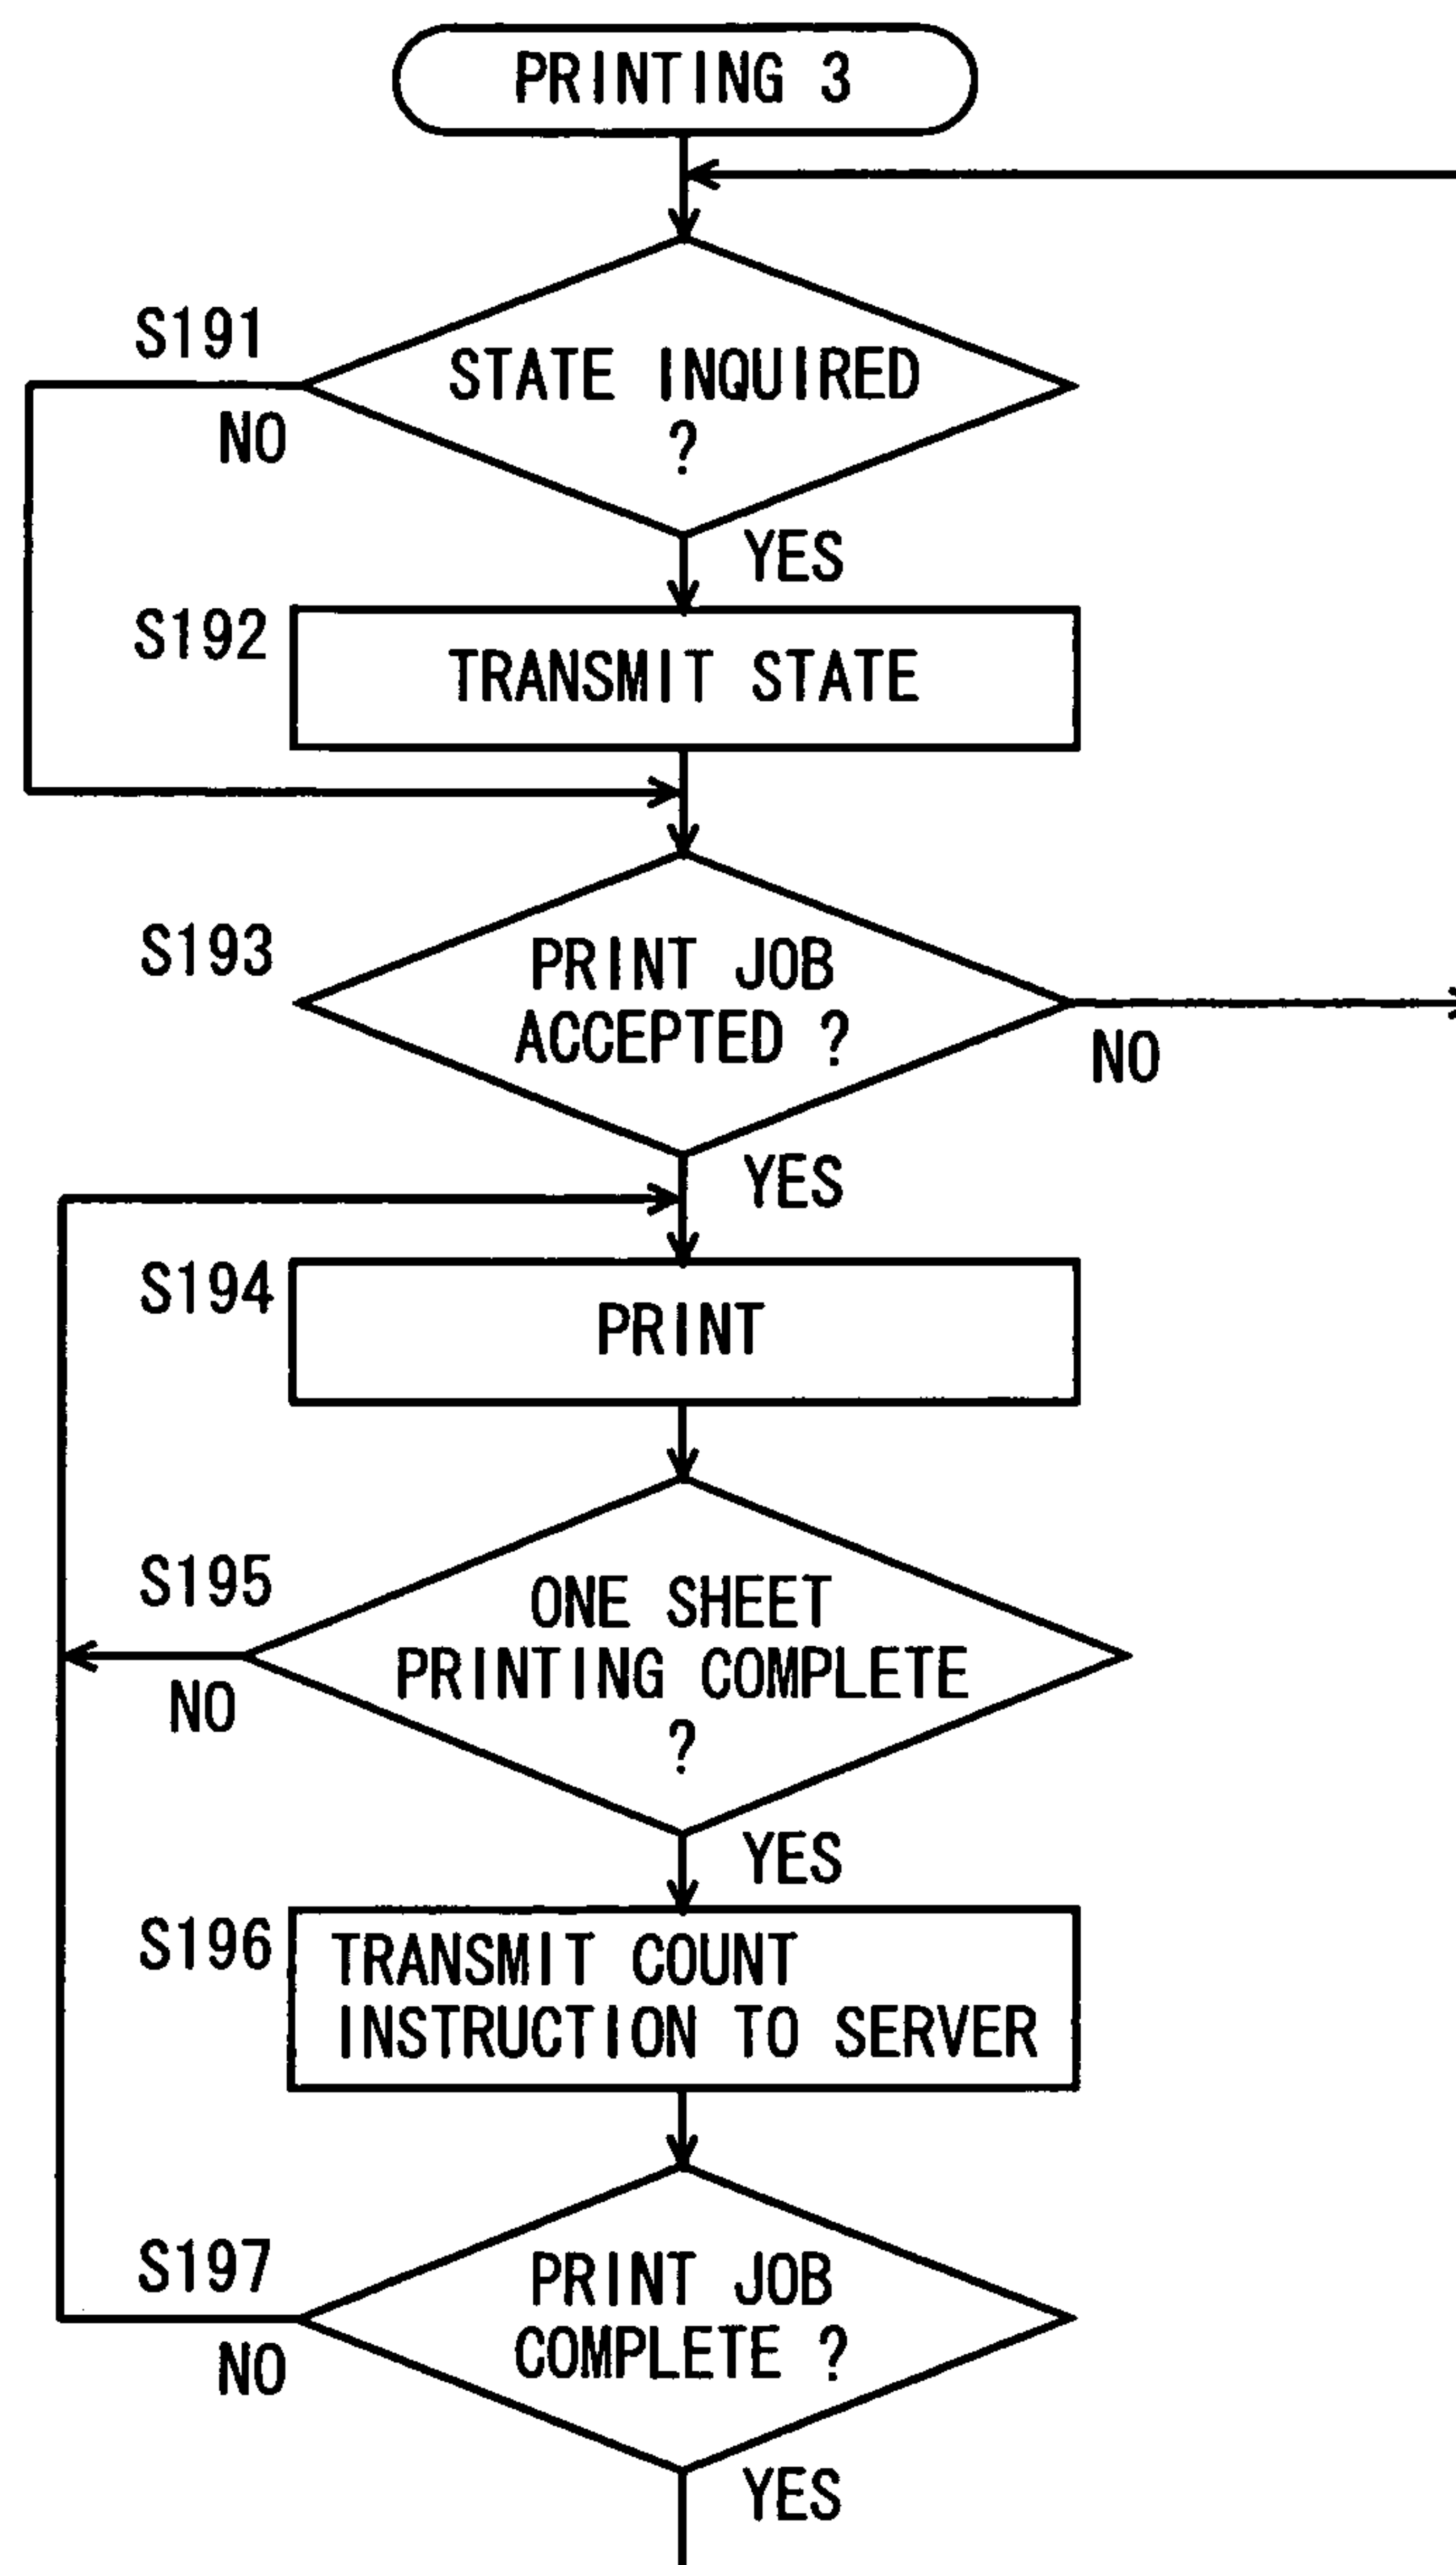 PRINTING 3
S191
STATE INQUIRED
?
NO
YES
S192
TRANSMIT STATE
S193
PRINT JOB
ACCEPTED ?
NO
YES
S194
PRINT
S195
ONE SHEET
PRINTING COMPLETE
?
NO
YES
S196
TRANSMIT COUNT
INSTRUCTION TO SERVER
S197
PRINT JOB
COMPLETE ?
NO
YES